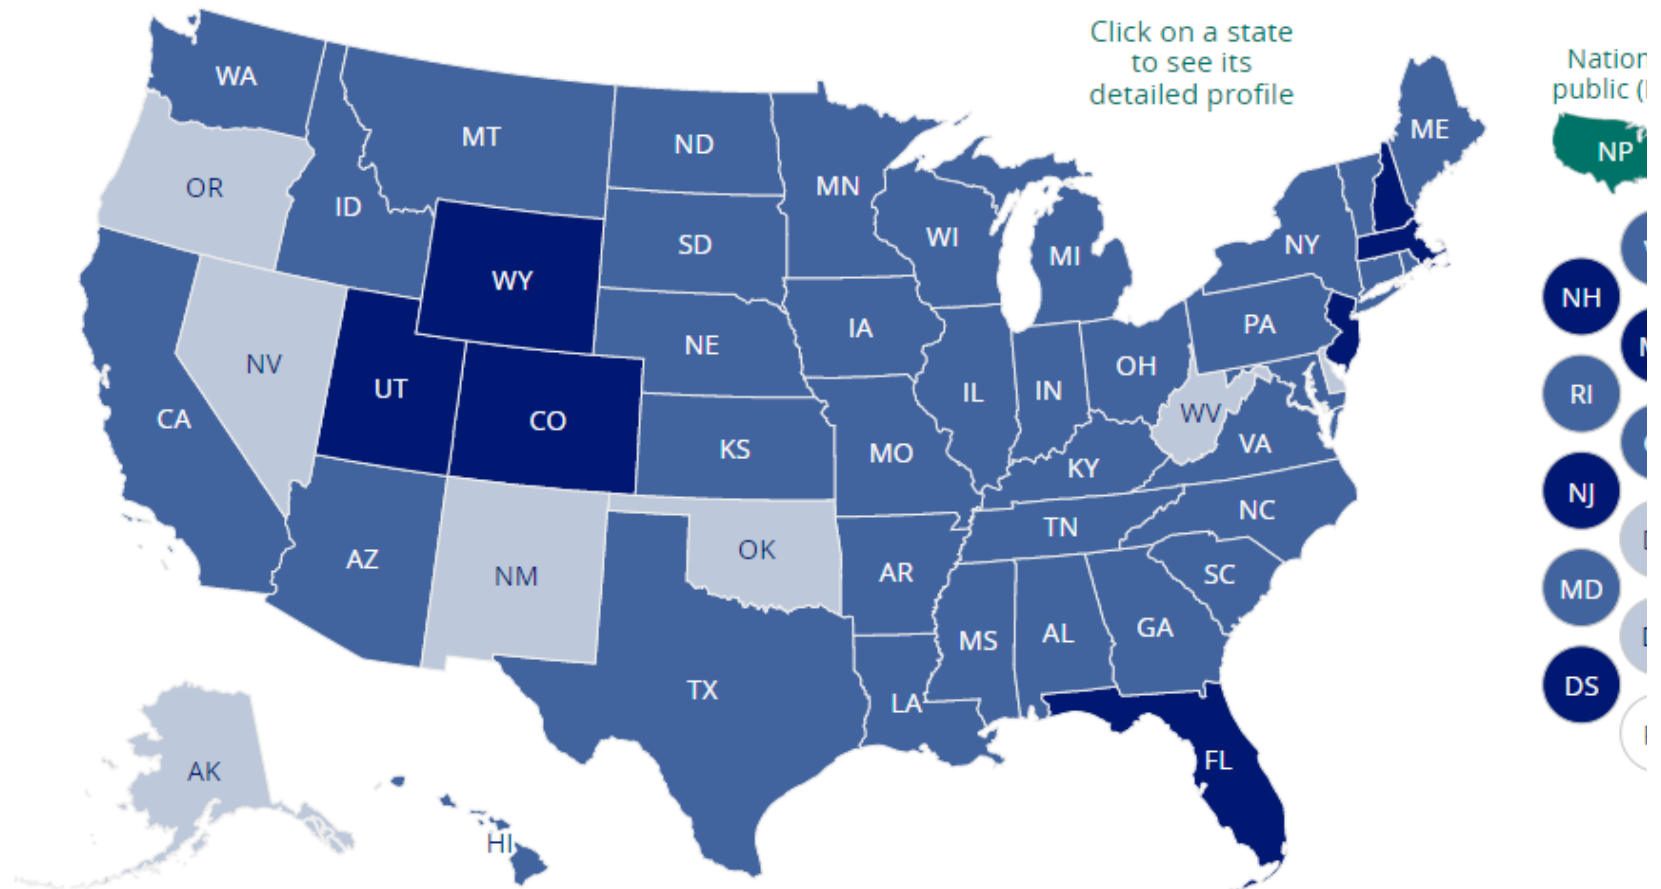 Click on a state
to see its
detailed profile
Nation
public (
NP
WA
MT
ND
MN
ME
OR
ID
SD
WI
MI
NY
WY
NH
IA
PA
NE
NV
UT
OH
CA
CO
IL
IN
RI
WV
KS
MO
VA
KY
NJ
TN
NC
AZ
NM
OK
AR
SC
MD
MS
AL
GA
TX
LA
DS
FL
AK
HI